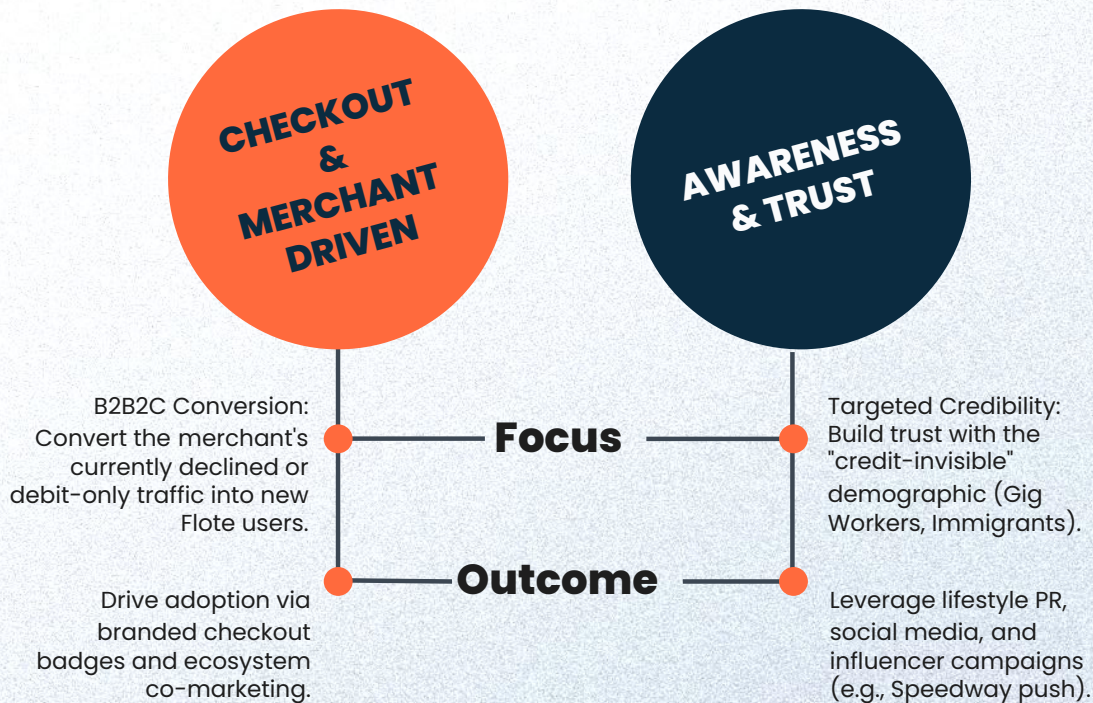 CHECKOUT
&
MERCHANT
DRIVEN
AWARENESS
& TRUST
B2B2C Conversion:
Convert the merchant's
currently declined or
debit-only traffic into new
Flote users.
Focus
Targeted Credibility:
Build trust with the
"credit-invisible"
demographic (Gig
Workers, Immigrants).
Drive adoption via
branded checkout
badges and ecosystem
co-marketing.
Outcome
Leverage lifestyle PR,
social media, and
influencer campaigns
(e.g., Speedway push).